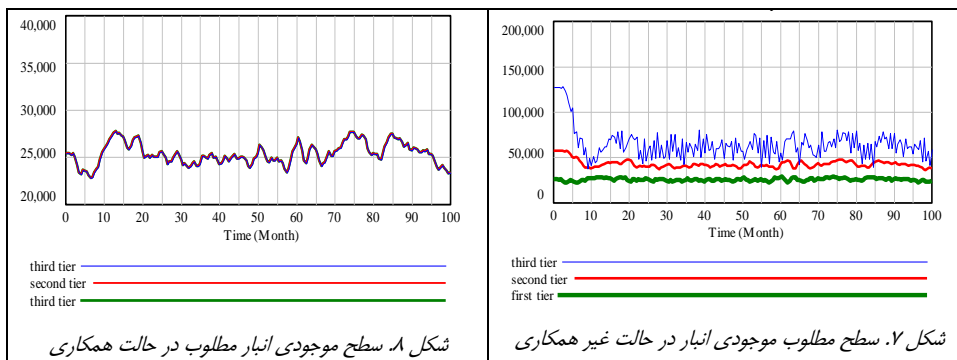 40,000
35,000
30,000
25,000
20,000
0 10 20 30 40 50 60 70 80 90 100
Time (Month)
third tier
second tier
third tier
شکل ۸. سطح موجودی انبار مطلوب در حالت همکاری
200,000
150,000
100,000
50,000
0
0 10 20 30 40 50 60 70 80 90 100
Time (Month)
third tier
second tier
first tier
شکل ۷. سطح مطلوب موجودی انبار در حالت غیر همکاری